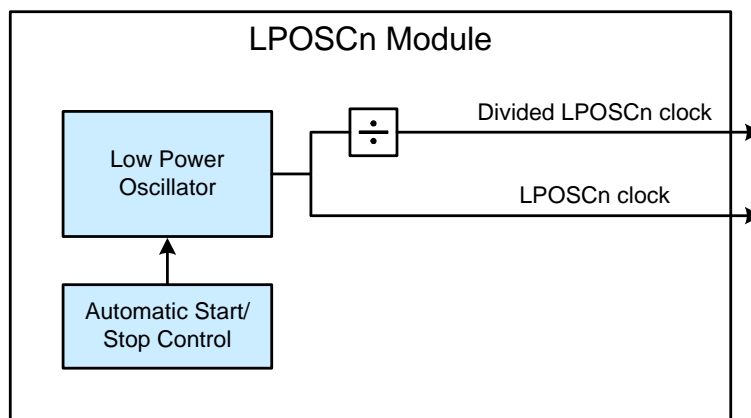 LPOSCn Module
Divided LPOSCn clock
÷
Low Power
Oscillator
LPOSCn clock
Automatic Start/
Stop Control